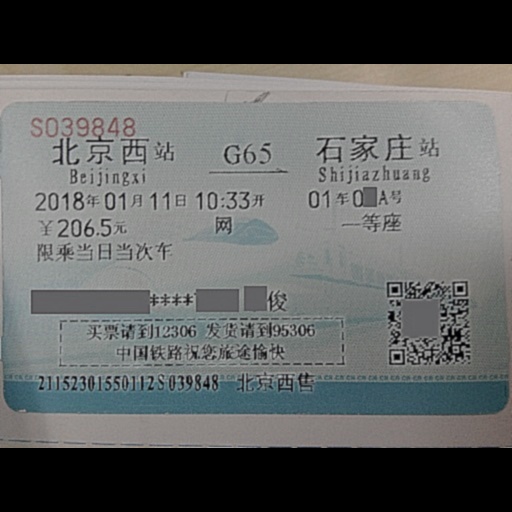 S039848
北京西站 G65 石家庄站
Beijingxi Shijiazhuang
2018年01月11日 10:33开 01车0 A号
￥206.5元 网 一等座
限乘当日当次车
**** 俊
买票请到12306 发货请到95306
中国铁路祝您旅途愉快
21152301550112S039848 北京西售